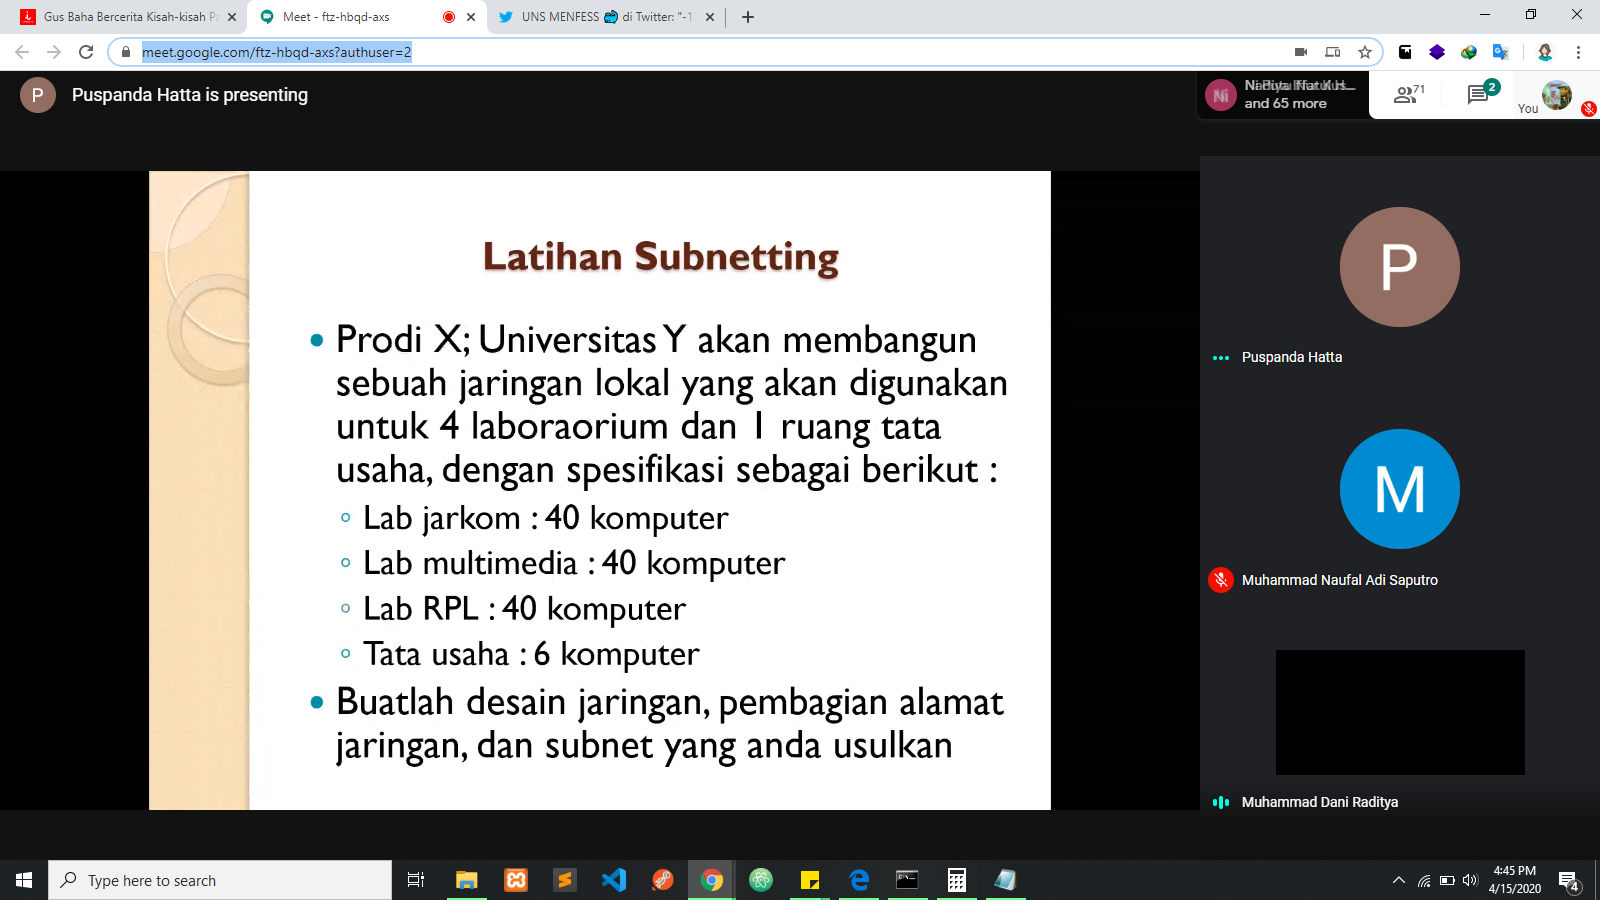 Gus Baha Bercerita Kisah-kisah Pa
Meet - ftz-hbqd-axs
UNS MENFESS di Twitter: "-1
meet.google.com/ftz-hbqd-axs?authuser=2
P
Puspanda Hatta is presenting
Ni
and 65 more
71
2
You
Latihan Subnetting
Prodi X; Universitas Y akan membangun
sebuah jaringan lokal yang akan digunakan
untuk 4 laboraorium dan 1 ruang tata
usaha, dengan spesifikasi sebagai berikut :
Lab jarkom : 40 komputer
Lab multimedia : 40 komputer
Lab RPL : 40 komputer
Tata usaha : 6 komputer
Buatlah desain jaringan, pembagian alamat
jaringan, dan subnet yang anda usulkan
P
Puspanda Hatta
M
Muhammad Naufal Adi Saputro
Muhammad Dani Raditya
Type here to search
4:45 PM
4/15/2020
4